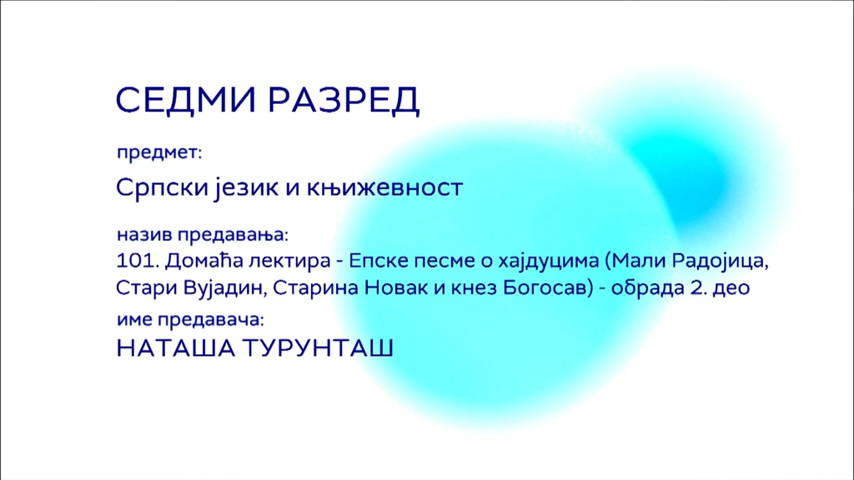 СЕДМИ РАЗРЕД
предмет:
Српски језик и књижевност
назив предавања:
101. Домаћа лектира - Епске песме о хајдуцима (Мали Радојица,
Стари Вујадин, Старина Новак и кнез Богосав) - обрада 2. део
име предавача:
НАТАША ТУРУНТАШ